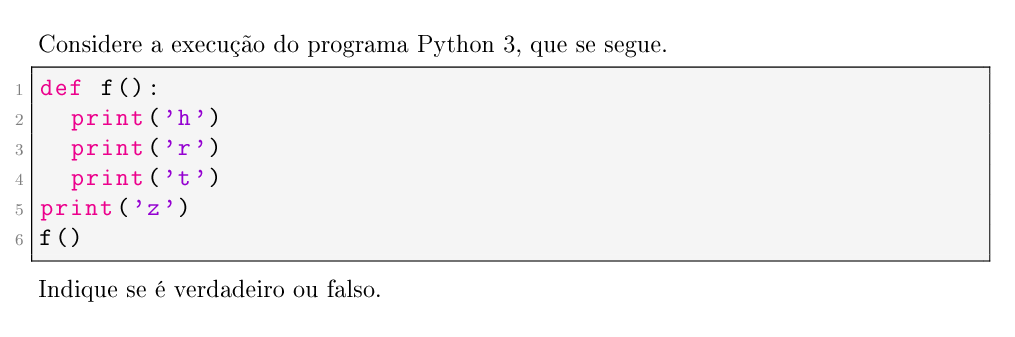 Considere a execução do programa Python 3, que se segue.
1 def f():
2   print('h')
3   print('r')
4   print('t')
5 print('z')
6 f()
Indique se é verdadeiro ou falso.